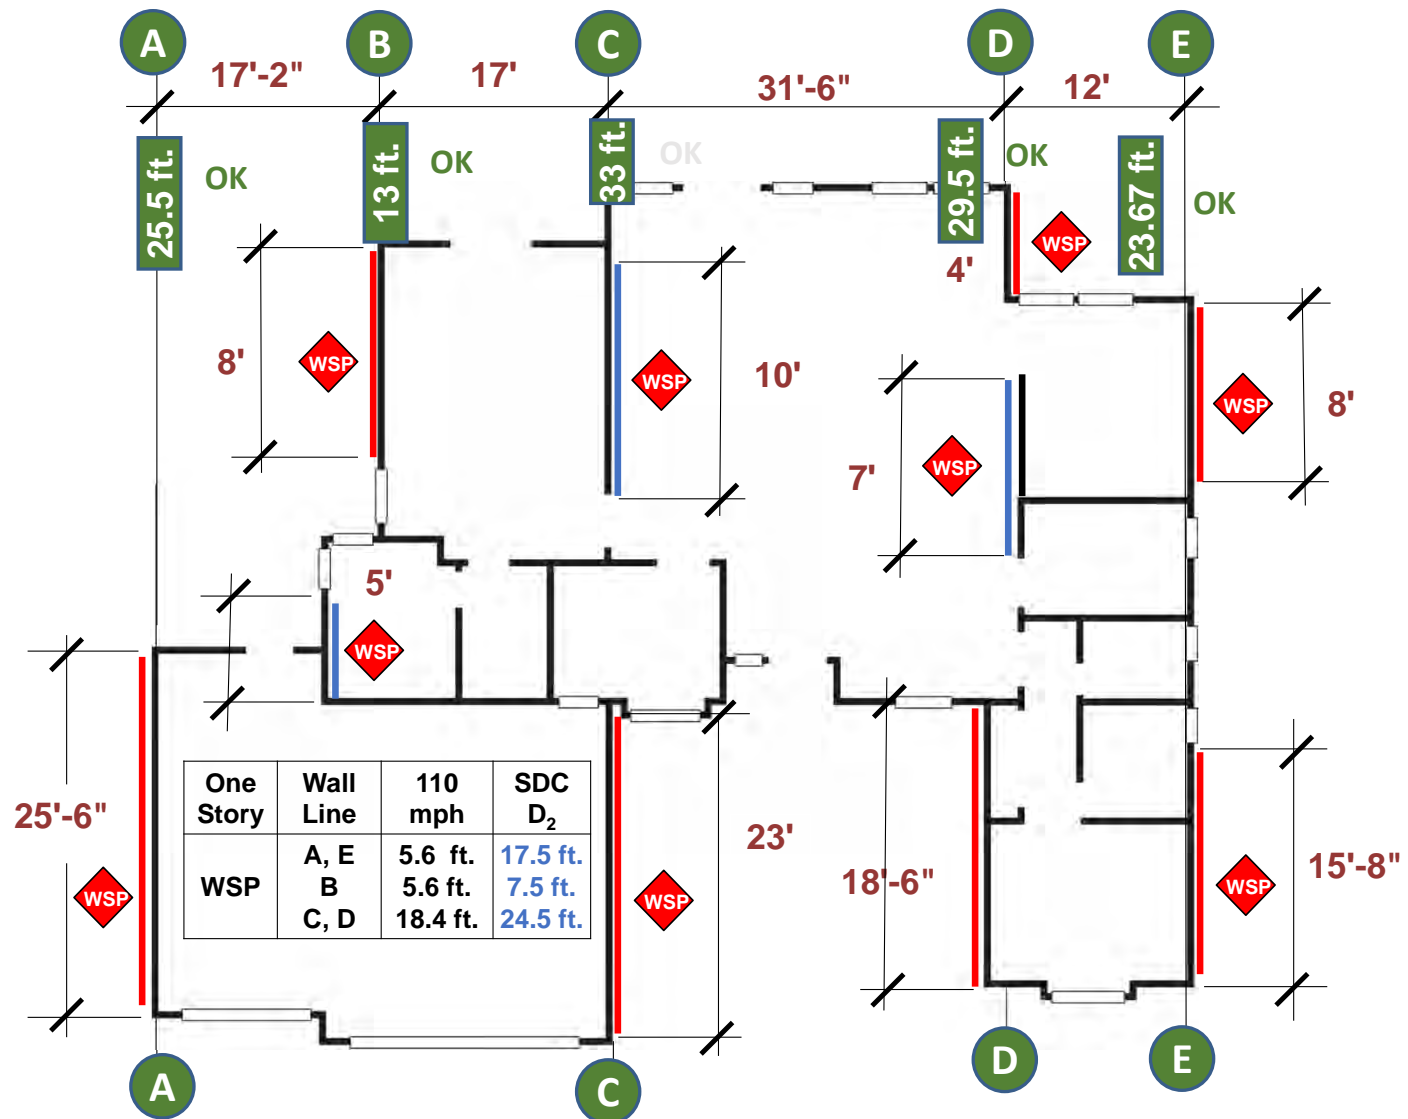 A B C D E
17'-2" 17' 31'-6" 12'
25.5 ft. OK 13 ft. OK 33 ft. OK 29.5 ft. OK 23.67 ft. OK
WSP
4'
8' WSP WSP 10' WSP 8'
7' WSP
5'
WSP
One Story Wall Line 110 mph SDC D2
WSP A, E 5.6 ft. 17.5 ft.
B 5.6 ft. 7.5 ft.
C, D 18.4 ft. 24.5 ft.
25'-6" 23' 18'-6" 15'-8"
WSP WSP WSP
A C D E